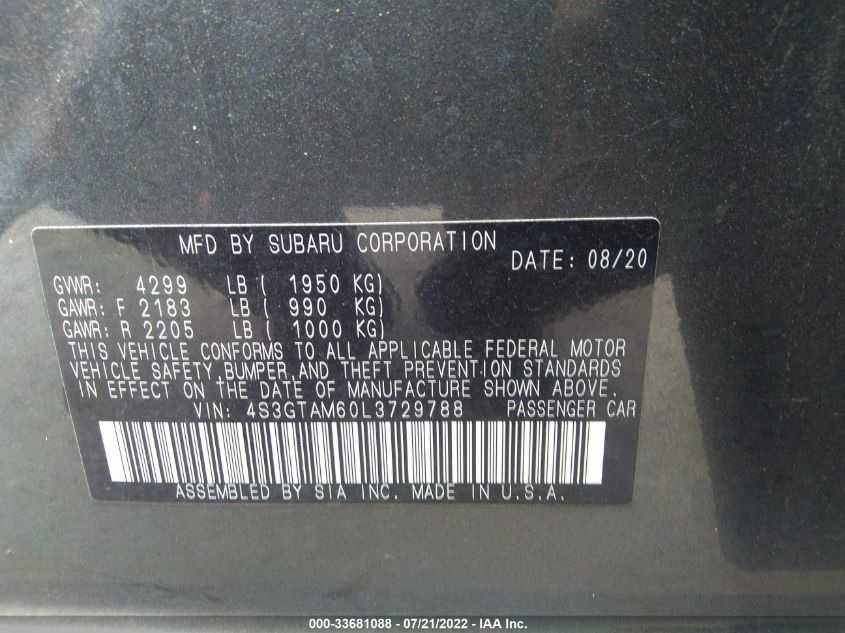 MFD BY SUBARU CORPORATION DATE: 08/20
GVWR: 4299 LB ( 1950 KG)
GAWR: F 2183 LB ( 990 KG)
GAWR: R 2205 LB ( 1000 KG)
THIS VEHICLE CONFORMS TO ALL APPLICABLE FEDERAL MOTOR
VEHICLE SAFETY, BUMPER, AND THEFT PREVENTION STANDARDS
IN EFFECT ON THE DATE OF MANUFACTURE SHOWN ABOVE.
VIN: 4S3GTAM60L3729788 PASSENGER CAR
ASSEMBLED BY SIA INC. MADE IN U.S.A.
000-33681088 - 07/21/2022 - IAA Inc.